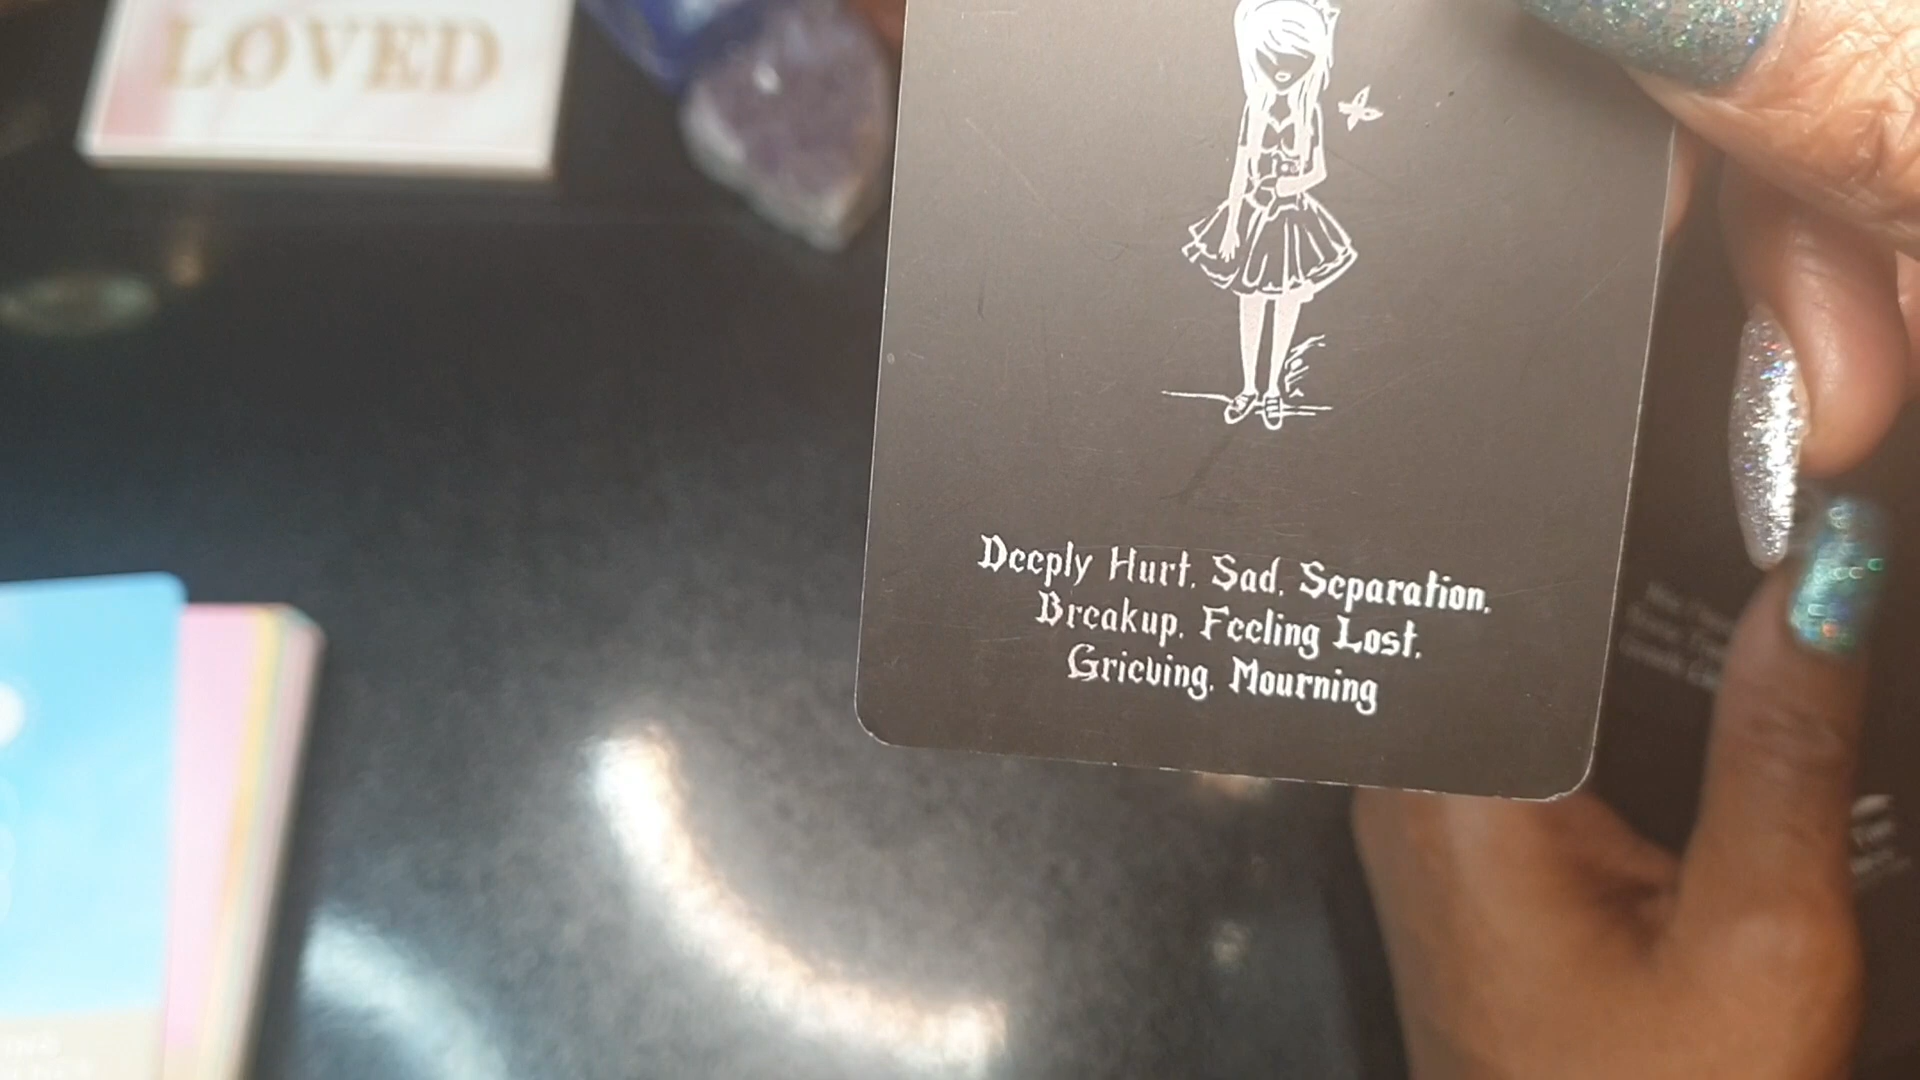 LOVED
Deeply Hurt, Sad, Separation,
Breakup, Feeling Lost,
Grieving, Mourning